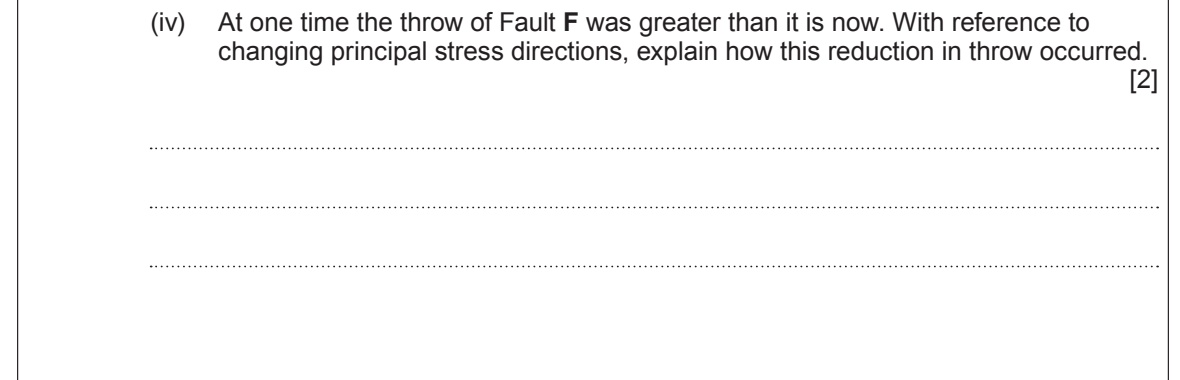 (iv) At one time the throw of Fault F was greater than it is now. With reference to
changing principal stress directions, explain how this reduction in throw occurred.
[2]